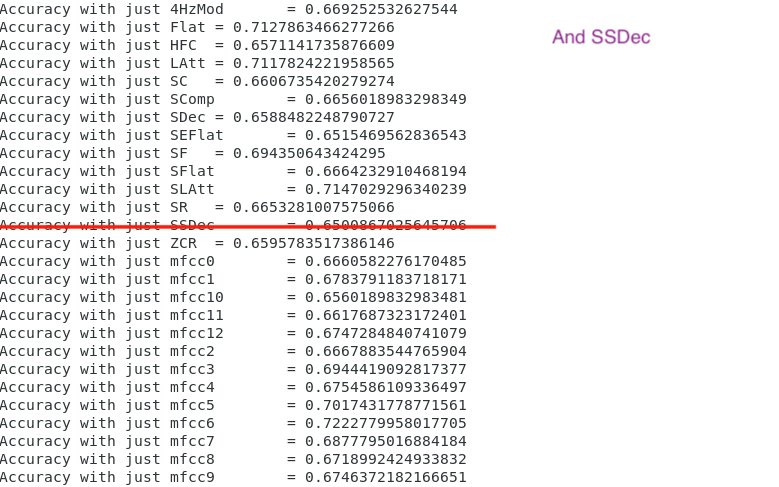 Accuracy with just 4HzMod = 0.669252532627544
Accuracy with just Flat = 0.7127863466277266
And SSDec
Accuracy with just HFC = 0.6571141735876609
Accuracy with just LAtt = 0.7117824221958565
Accuracy with just SC = 0.6606735420279274
Accuracy with just SComp = 0.6656018983298349
Accuracy with just SDec = 0.6588482248790727
Accuracy with just SEFlat = 0.6515469562836543
Accuracy with just SF = 0.694350643424295
Accuracy with just SFlat = 0.6664232910468194
Accuracy with just SLAtt = 0.7147029296340239
Accuracy with just SR = 0.6653281007575066
Accuracy with just SSDec = 0.6500867025645706
Accuracy with just ZCR = 0.6595783517386146
Accuracy with just mfcc0 = 0.6660582276170485
Accuracy with just mfcc1 = 0.6783791183718171
Accuracy with just mfcc10 = 0.6560189832983481
Accuracy with just mfcc11 = 0.6617687323172401
Accuracy with just mfcc12 = 0.6747284840741079
Accuracy with just mfcc2 = 0.6667883544765904
Accuracy with just mfcc3 = 0.6944419092817377
Accuracy with just mfcc4 = 0.6754586109336497
Accuracy with just mfcc5 = 0.7017431778771561
Accuracy with just mfcc6 = 0.7222779958017705
Accuracy with just mfcc7 = 0.6877795016884184
Accuracy with just mfcc8 = 0.6718992424933832
Accuracy with just mfcc9 = 0.6746372182166651